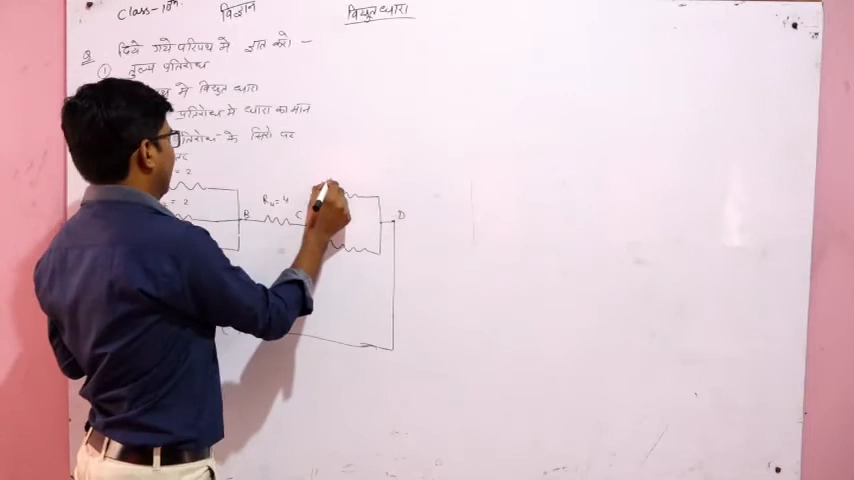 Class-10th विज्ञान विद्युत धारा
Q दिये गये परिपथ में ज्ञात करो -
① तुल्य प्रतिरोध
में विद्युत धारा
प्रतिरोध में धारा का मान
के सिरो पर
= 2
R4=4
= 2 B C D